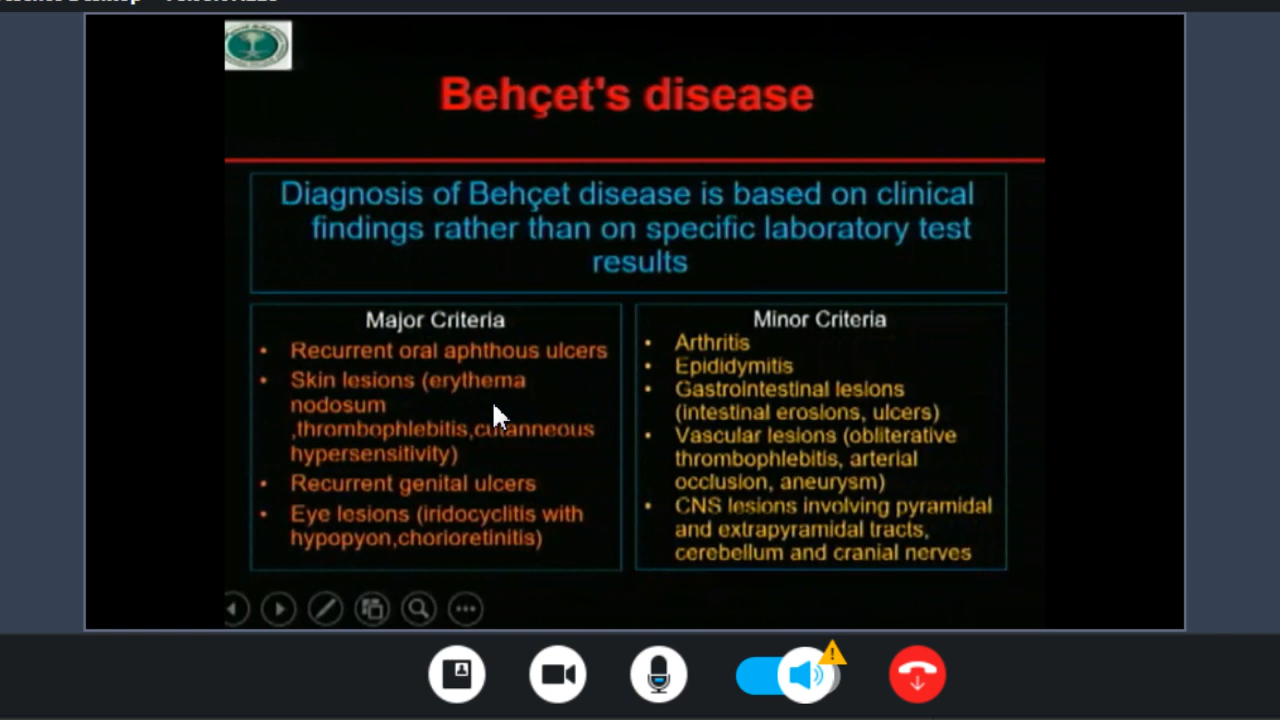 Behçet's disease
Diagnosis of Behçet disease is based on clinical
findings rather than on specific laboratory test
results
Major Criteria
• Recurrent oral aphthous ulcers
• Skin lesions (erythema
nodosum
,thrombophlebitis,cutanneous
hypersensitivity)
• Recurrent genital ulcers
• Eye lesions (iridocyclitis with
hypopyon,chorioretinitis)
Minor Criteria
• Arthritis
• Epididymitis
• Gastrointestinal lesions
(intestinal erosions, ulcers)
• Vascular lesions (obliterative
thrombophlebitis, arterial
occlusion, aneurysm)
• CNS lesions involving pyramidal
and extrapyramidal tracts,
cerebellum and cranial nerves